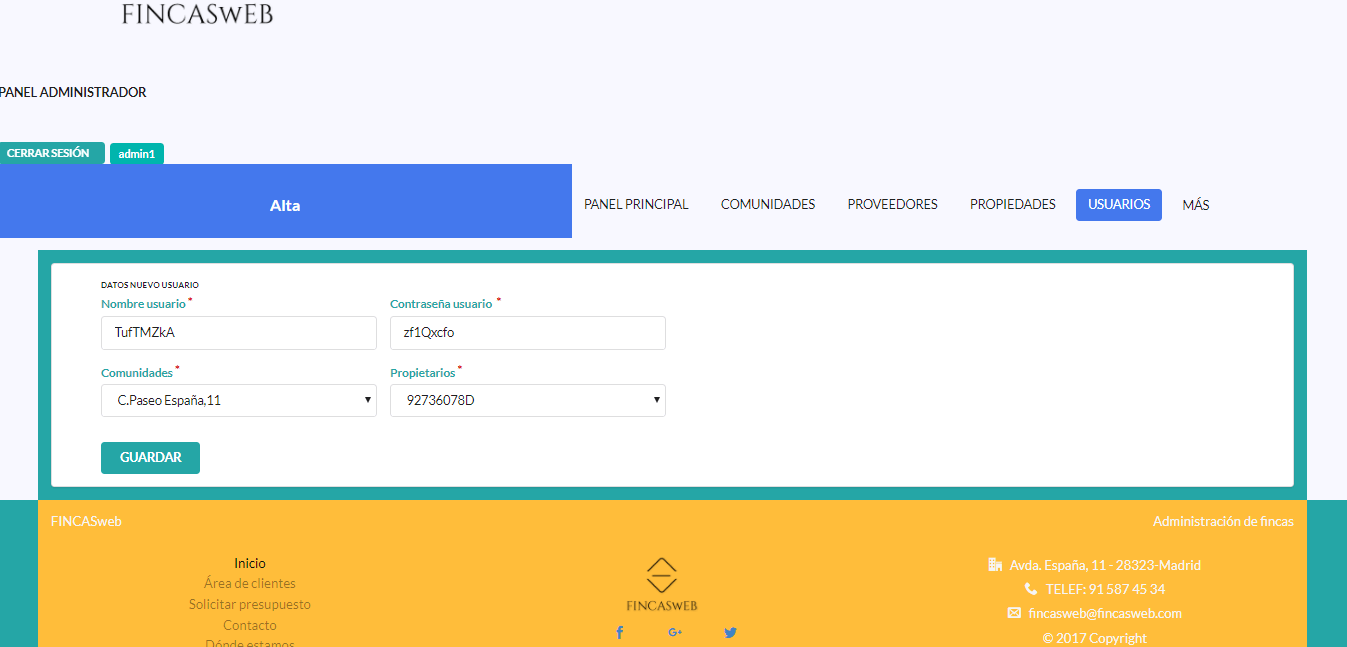 FINCASWEB
PANEL ADMINISTRADOR
CERRAR SESIÓN admin1
Alta PANEL PRINCIPAL COMUNIDADES PROVEEDORES PROPIEDADES USUARIOS MÁS
DATOS NUEVO USUARIO
Nombre usuario * Contraseña usuario *
TufTMZkA zf1Qxcfo
Comunidades * Propietarios *
C.Paseo España,11 92736078D
GUARDAR
FINCASweb Administración de fincas
Inicio
Área de clientes
Solicitar presupuesto
Contacto
Dónde estamos
FINCASWEB
Avda. España, 11 - 28323-Madrid
TELEF: 91 587 45 34
fincasweb@fincasweb.com
© 2017 Copyright